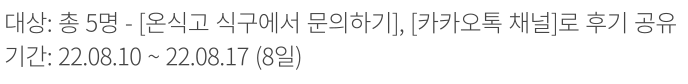 대상: 총 5명 - [온식고 식구에서 문의하기], [카카오톡 채널]로 후기 공유
기간: 22.08.10 ~ 22.08.17 (8일)